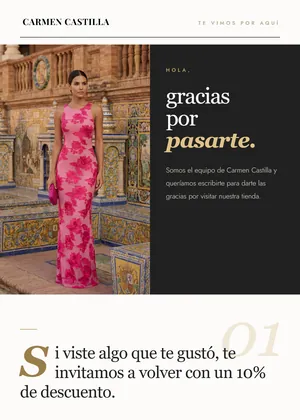 CARMEN CASTILLA
TE VIMOS POR AQUÍ
HOLA,
gracias
por
pasarte.
Somos el equipo de Carmen Castilla y
queríamos escribirte para darte las
gracias por visitar nuestra tienda.
01
Si viste algo que te gustó, te
invitamos a volver con un 10%
de descuento.